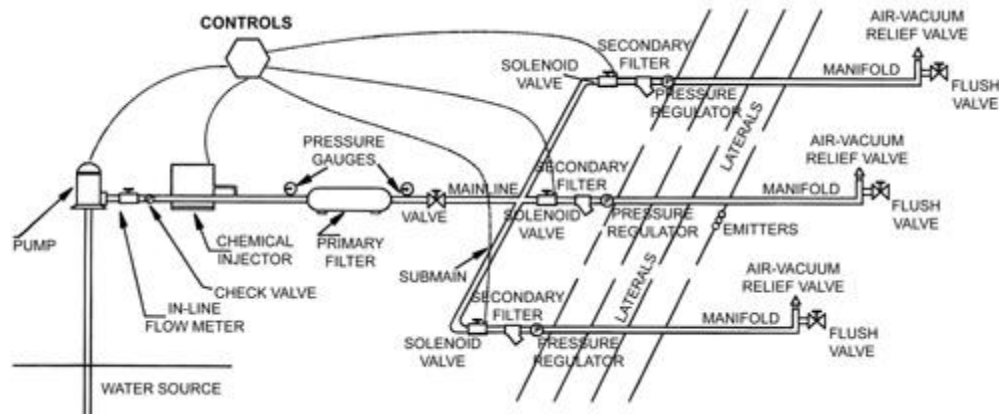 CONTROLS
AIR-VACUUM
RELIEF VALVE
SECONDARY
FILTER
SOLENOID
VALVE
MANIFOLD
FLUSH
VALVE
PRESSURE
REGULATOR
LATERALS
AIR-VACUUM
RELIEF VALVE
PRESSURE
GAUGES
SECONDARY
FILTER
MAINLINE
MANIFOLD
FLUSH
VALVE
VALVE
SOLENOID
VALVE
PRESSURE
REGULATOR
EMITTERS
PUMP
CHEMICAL
INJECTOR
PRIMARY
FILTER
SUBMAIN
CHECK VALVE
IN-LINE
FLOW METER
LATERALS
AIR-VACUUM
RELIEF VALVE
SECONDARY
FILTER
MANIFOLD
SOLENOID
VALVE
PRESSURE
REGULATOR
FLUSH
VALVE
WATER SOURCE